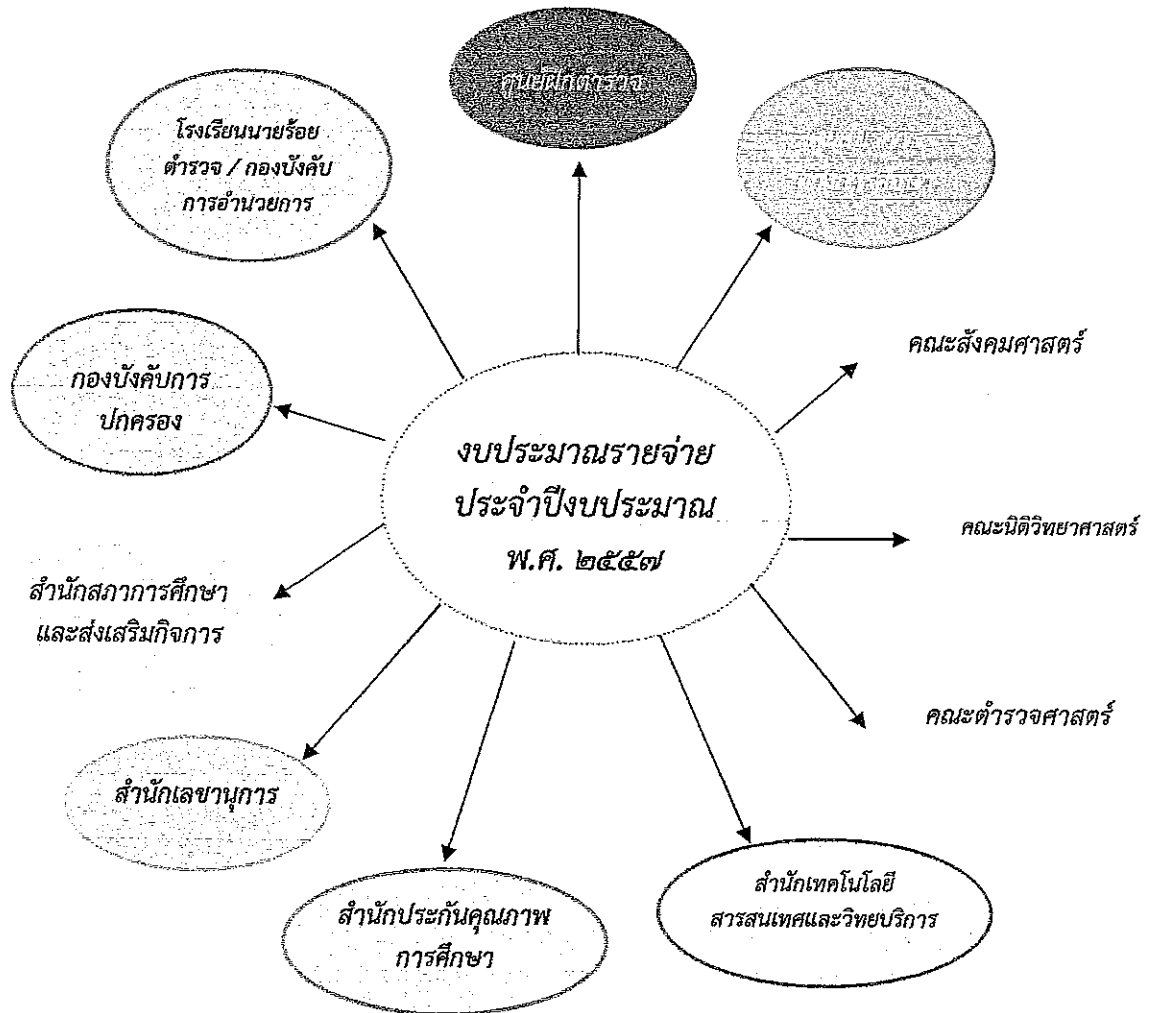 ศูนย์ฝึกตำรวจ
โรงเรียนนายร้อย
ตำรวจ / กองบังคับ
การอำนวยการ
คณะสังคมศาสตร์
กองบังคับการ
ปกครอง
งบประมาณรายจ่าย
ประจำปีงบประมาณ
พ.ศ. ๒๕๕๗
คณะนิติวิทยาศาสตร์
สำนักสภาการศึกษา
และส่งเสริมกิจการ
คณะตำรวจศาสตร์
สำนักเลขานุการ
สำนักประกันคุณภาพ
การศึกษา
สำนักเทคโนโลยี
สารสนเทศและวิทยบริการ